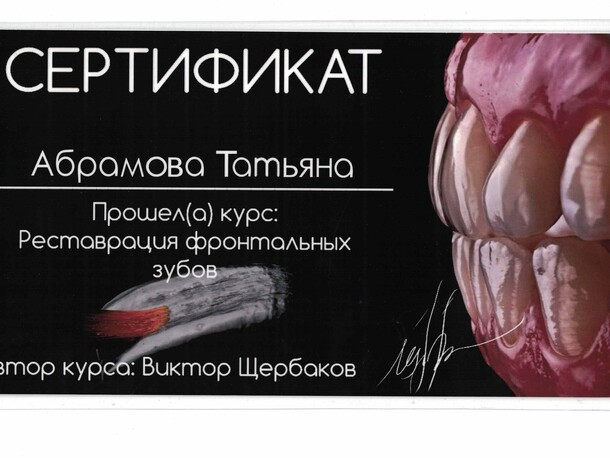 СЕРТИФИКАТ
Абрамова Татьяна
Прошел(а) курс:
Реставрация фронтальных
зубов
втор курса: Виктор Щербаков